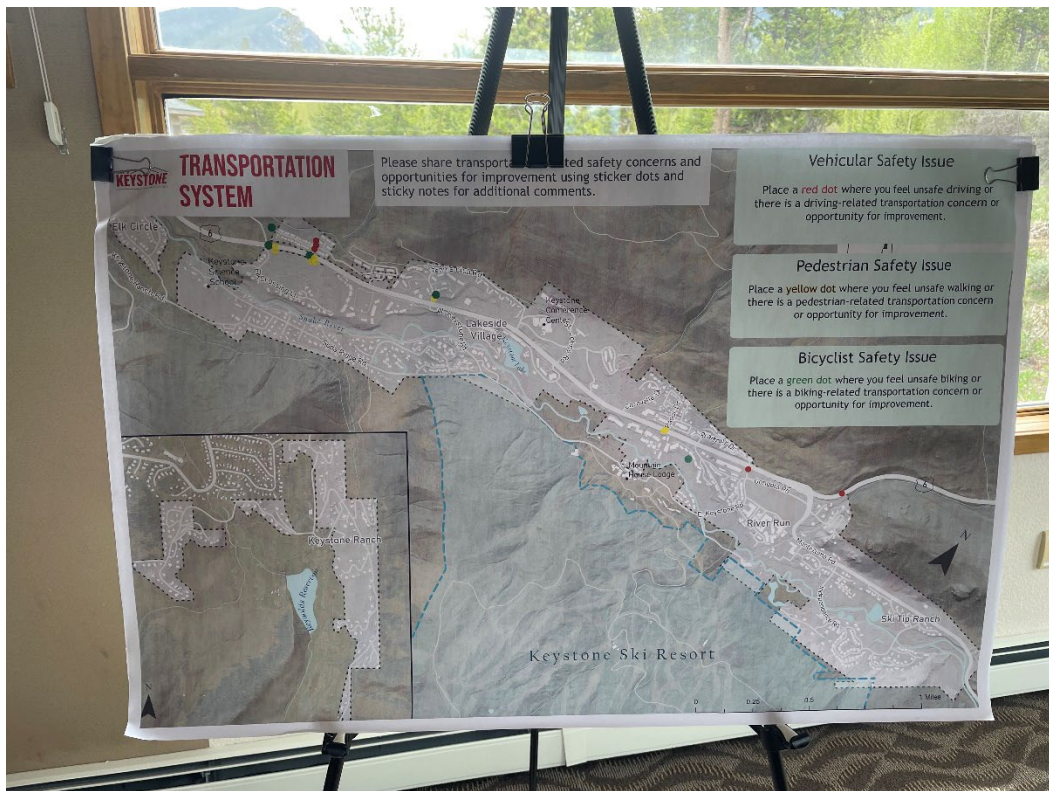 KEYSTONE
TRANSPORTATION
SYSTEM
Please share transporta ted safety concerns and
opportunities for improvement using sticker dots and
sticky notes for additional comments.
Vehicular Safety Issue
Place a red dot where you feel unsafe driving or
there is a driving-related transportation concern or
opportunity for improvement.
Pedestrian Safety Issue
Place a yellow dot where you feel unsafe walking or
there is a pedestrian-related transportation concern
or opportunity for improvement.
Bicyclist Safety Issue
Place a green dot where you feel unsafe biking or
there is a biking-related transportation concern or
opportunity for improvement.
Elk Circle
6
Keystone
Science
School
Snake River
Lakeside
Village
Keystone
Conference
Center
Mountain
House Lodge
River Run
6
N
Keystone Ranch
Ski Tip Ranch
Keystone Ski Resort
N
0 0.25 0.5 1 Miles